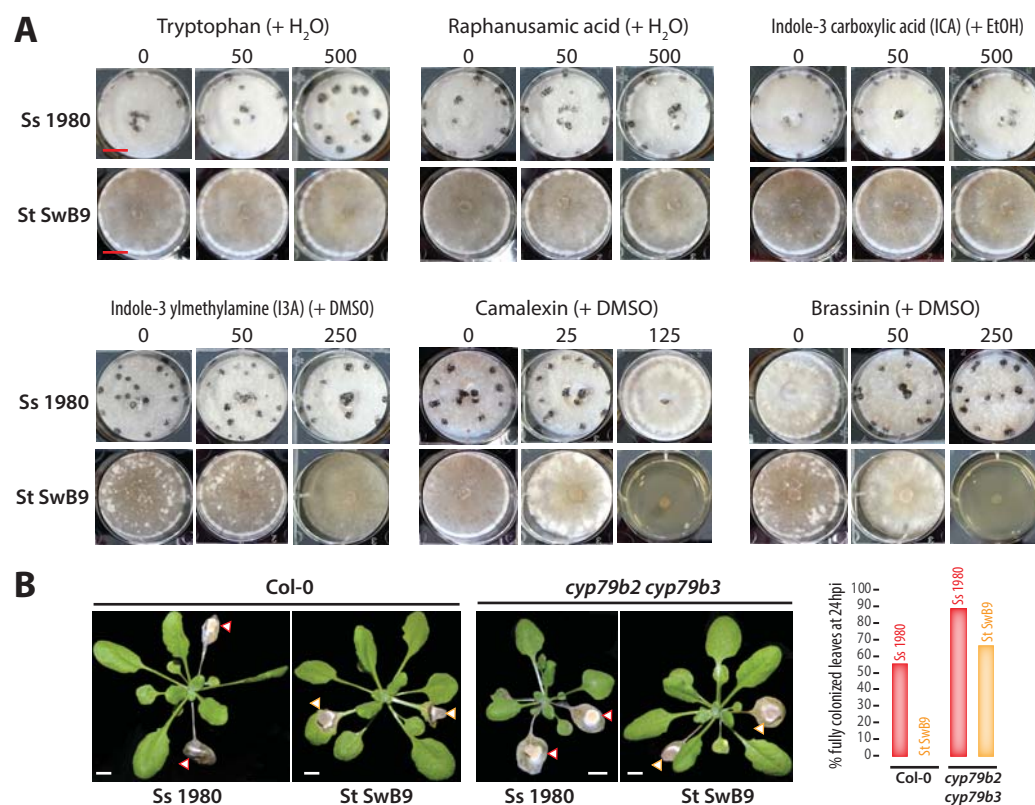 A
Tryptophan (+ H₂O)
Raphanusamic acid (+ H₂O)
Indole-3 carboxylic acid (ICA) (+ EtOH)
0 50 500
0 50 500
0 50 500
Ss 1980
St SwB9
Indole-3 ylmethylamine (I3A) (+ DMSO)
Camalexin (+ DMSO)
Brassinin (+ DMSO)
0 50 250
0 25 125
0 50 250
Ss 1980
St SwB9
B
Col-0
cyp79b2 cyp79b3
Ss 1980
St SwB9
Ss 1980
St SwB9
% fully colonized leaves at 24hpi
100
90
80
70
60
50
40
30
20
10
0
Ss 1980
St SwB9
Ss 1980
St SwB9
Col-0
cyp79b2
cyp79b3